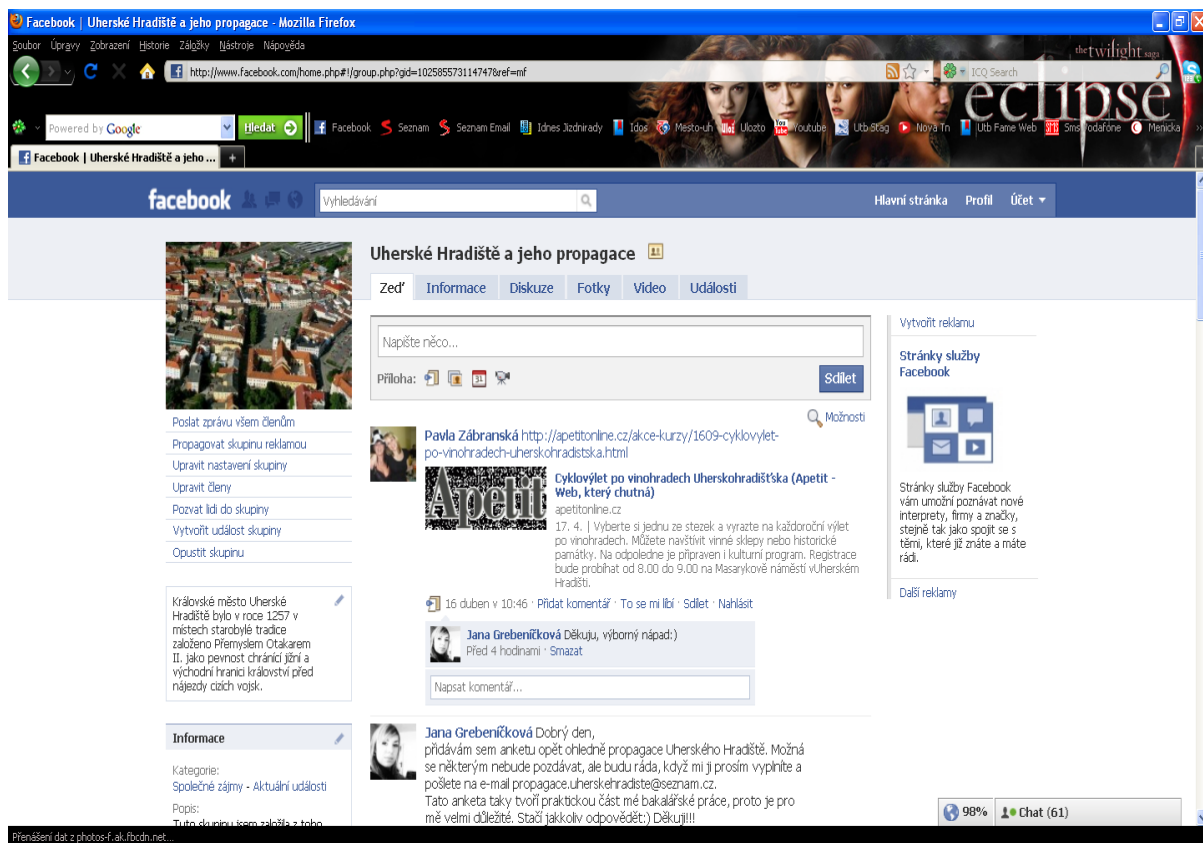 Facebook | Uherské Hradiště a jeho propagace - Mozilla Firefox
Soubor Úpravy Zobrazení Historie Záložky Nástroje Nápověda
the twilight saga
eclipse
http://www.facebook.com/home.php#!/group.php?gid=102585573114747&ref=mf
ICQ Search
Powered by Google
Hledat
Facebook Seznam Seznam Email Idnes Jizdnirady Idos Mesto-uh Ulozto Youtube Utb Stag Nova Tn Utb Fame Web Sms Vodafone Menicka
Facebook | Uherské Hradiště a jeho ...
facebook
Vyhledávání
Hlavní stránka Profil Účet
Uherské Hradiště a jeho propagace
Zeď Informace Diskuze Fotky Video Události
Napište něco...
Příloha:
31
Sdílet
Možnosti
Poslat zprávu všem členům
Propagovat skupinu reklamou
Upravit nastavení skupiny
Upravit členy
Pozvat lidi do skupiny
Vytvořit událost skupiny
Opustit skupinu
Královské město Uherské
Hradiště bylo v roce 1257 v
místech starobylé tradice
založeno Přemyslem Otakarem
II. jako pevnost chránící jižní a
východní hranici království před
nájezdy cizích vojsk.
Informace
Kategorie:
Společné zájmy - Aktuální události
Popis:
Tuto skupinu jsem založila z toho
Pavla Zábranská http://apetitonline.cz/akce-kurzy/1609-cyklovylet-
po-vinohradech-uherskohradistska.html
Apetit
Cyklovýlet po vinohradech Uherskohradišťska (Apetit -
Web, který chutná)
apetitonline.cz
17. 4. | Vyberte si jednu ze stezek a vyrazte na každoroční výlet
po vinohradech. Můžete navštívit vinné sklepy nebo historické
památky. Na odpoledne je připraven i kulturní program. Registrace
bude probíhat od 8.00 do 9.00 na Masarykově náměstí vUherském
Hradišti.
16 duben v 10:46 · Přidat komentář · To se mi líbí · Sdílet · Nahlásit
Jana Grebeníčková Děkuju, výborný nápad:)
Před 4 hodinami · Smazat
Napsat komentář...
Jana Grebeníčková Dobrý den,
přidávám sem anketu opět ohledně propagace Uherského Hradiště. Možná
se některým nebude pozdávat, ale budu ráda, když mi ji prosím vyplníte a
pošlete na e-mail propagace.uherskehradiste@seznam.cz.
Tato anketa taky tvoří praktickou část mé bakalářské práce, proto je pro
mě velmi důležité. Stačí jakkoliv odpovědět:) Děkuji!!!
Vytvořit reklamu
Stránky služby
Facebook
Stránky služby Facebook
vám umožní poznávat nové
interprety, firmy a značky,
stejně tak jako spojit se s
těmi, které již znáte a máte
rádi.
Další reklamy
98%
Chat (61)
Přenášení dat z photos-f.ak.fbcdn.net...